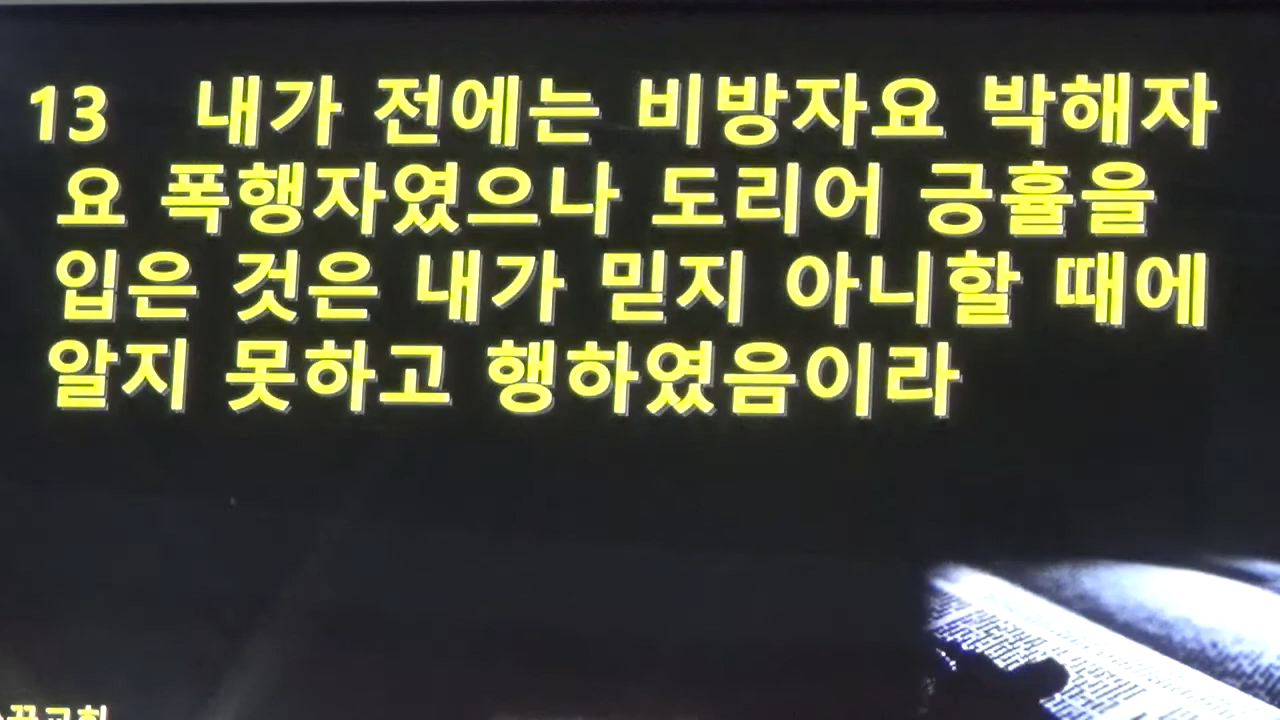 13 내가 전에는 비방자요 박해자
요 폭행자였으나 도리어 긍휼을
입은 것은 내가 믿지 아니할 때에
알지 못하고 행하였음이라